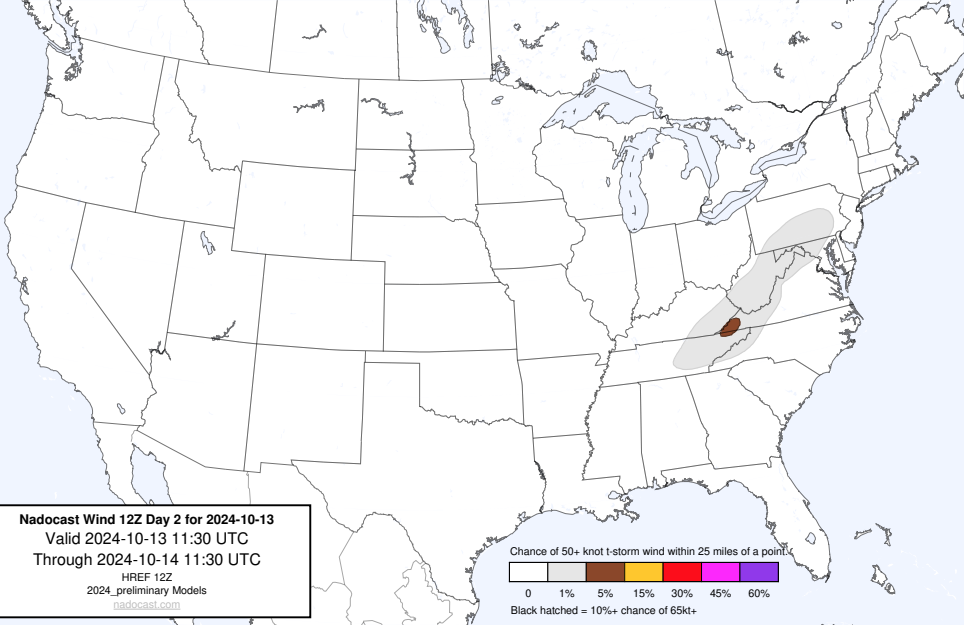 Nadocast Wind 12Z Day 2 for 2024-10-13
Valid 2024-10-13 11:30 UTC
Through 2024-10-14 11:30 UTC
HREF 12Z
2024_preliminary Models
nadocast.com
Chance of 50+ knot t-storm wind within 25 miles of a point.
0 1% 5% 15% 30% 45% 60%
Black hatched = 10%+ chance of 65kt+